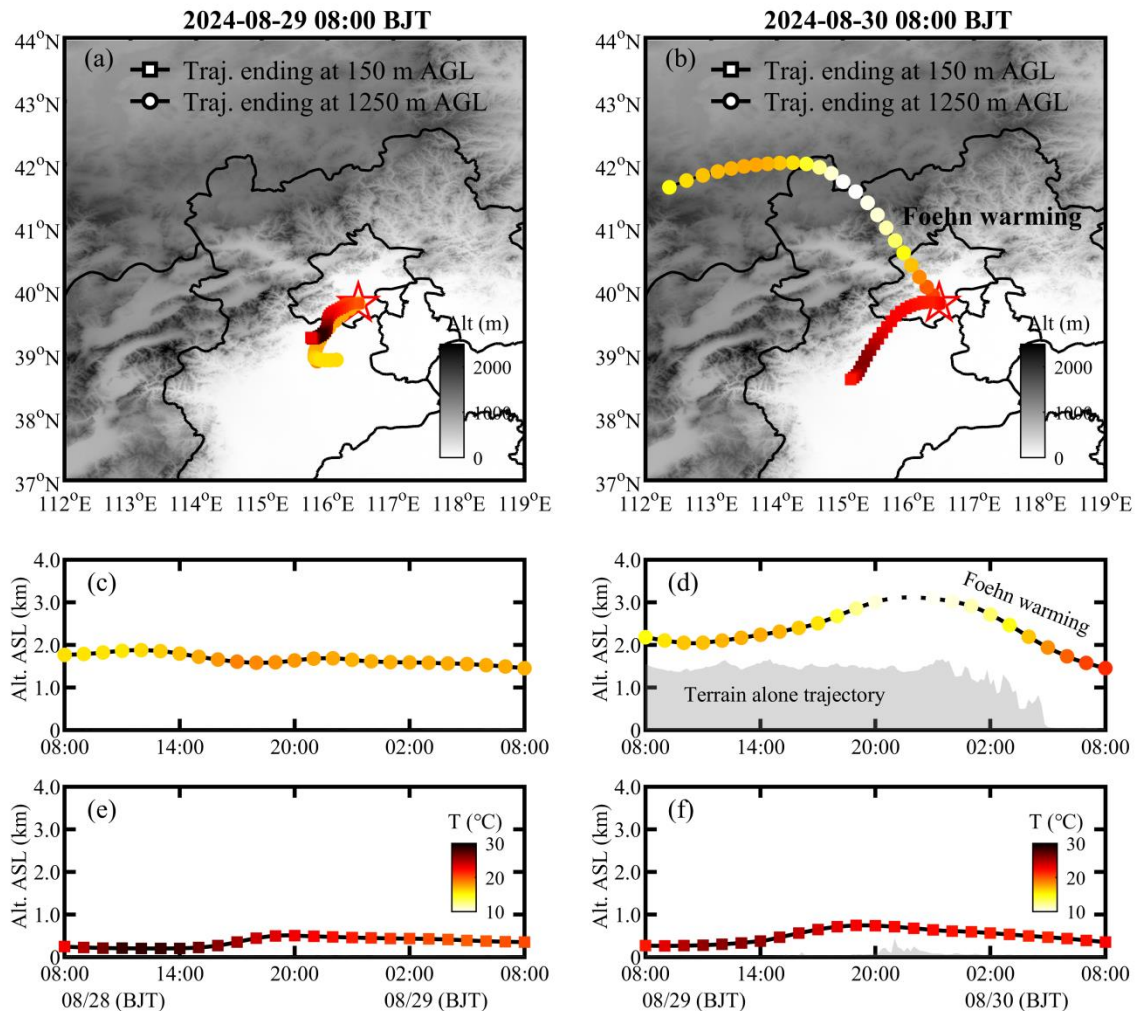 2024-08-29 08:00 BJT
2024-08-30 08:00 BJT
44°N
43°N
42°N
41°N
40°N
39°N
38°N
37°N
(a)
Traj. ending at 150 m AGL
Traj. ending at 1250 m AGL
Alt (m)
2000
1000
0
112°E 113°E 114°E 115°E 116°E 117°E 118°E 119°E
44°N
43°N
42°N
41°N
40°N
39°N
38°N
37°N
(b)
Traj. ending at 150 m AGL
Traj. ending at 1250 m AGL
Foehn warming
Alt (m)
2000
1000
0
112°E 113°E 114°E 115°E 116°E 117°E 118°E 119°E
Alt. ASL (km)
4.0
3.0
2.0
1.0
0
(c)
08:00 14:00 20:00 02:00 08:00
Alt. ASL (km)
4.0
3.0
2.0
1.0
0
(d)
Foehn warming
Terrain alone trajectory
08:00 14:00 20:00 02:00 08:00
Alt. ASL (km)
4.0
3.0
2.0
1.0
0
(e)
T (°C)
30
20
10
08:00 14:00 20:00 02:00 08:00
08/28 (BJT) 08/29 (BJT)
Alt. ASL (km)
4.0
3.0
2.0
1.0
0
(f)
T (°C)
30
20
10
08:00 14:00 20:00 02:00 08:00
08/29 (BJT) 08/30 (BJT)